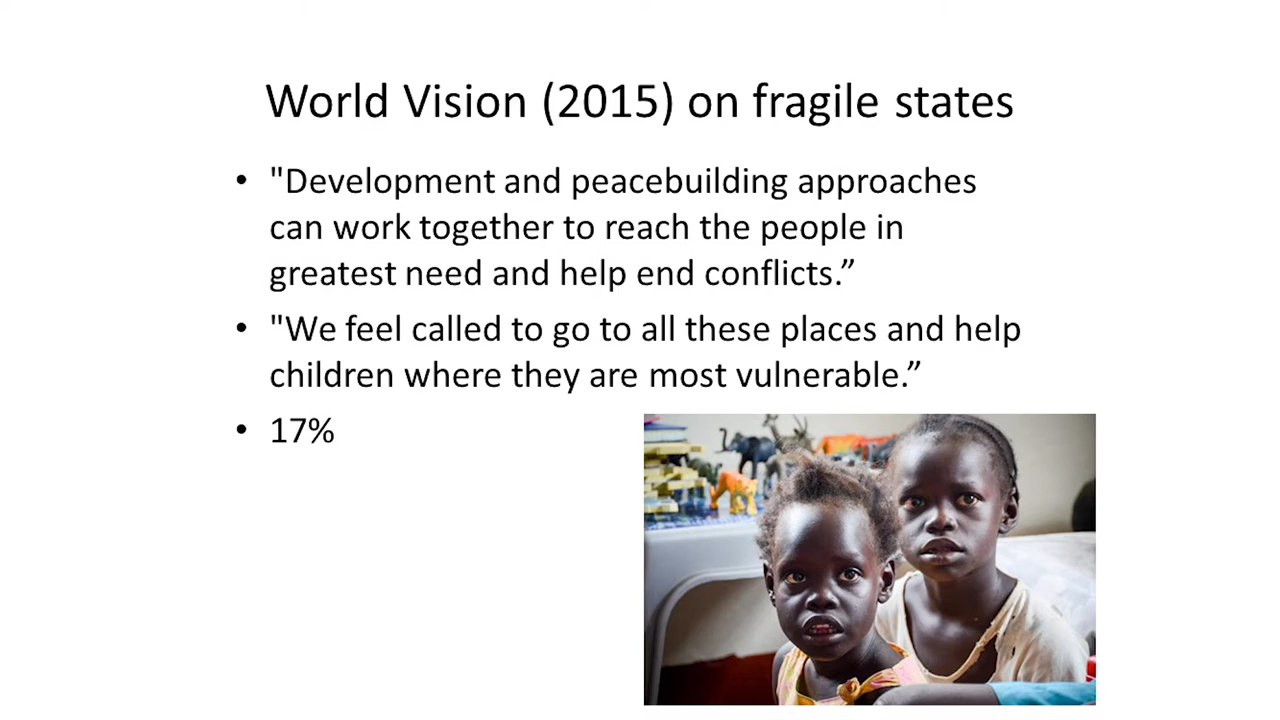 World Vision (2015) on fragile states
• "Development and peacebuilding approaches
can work together to reach the people in
greatest need and help end conflicts.”
• "We feel called to go to all these places and help
children where they are most vulnerable.”
• 17%